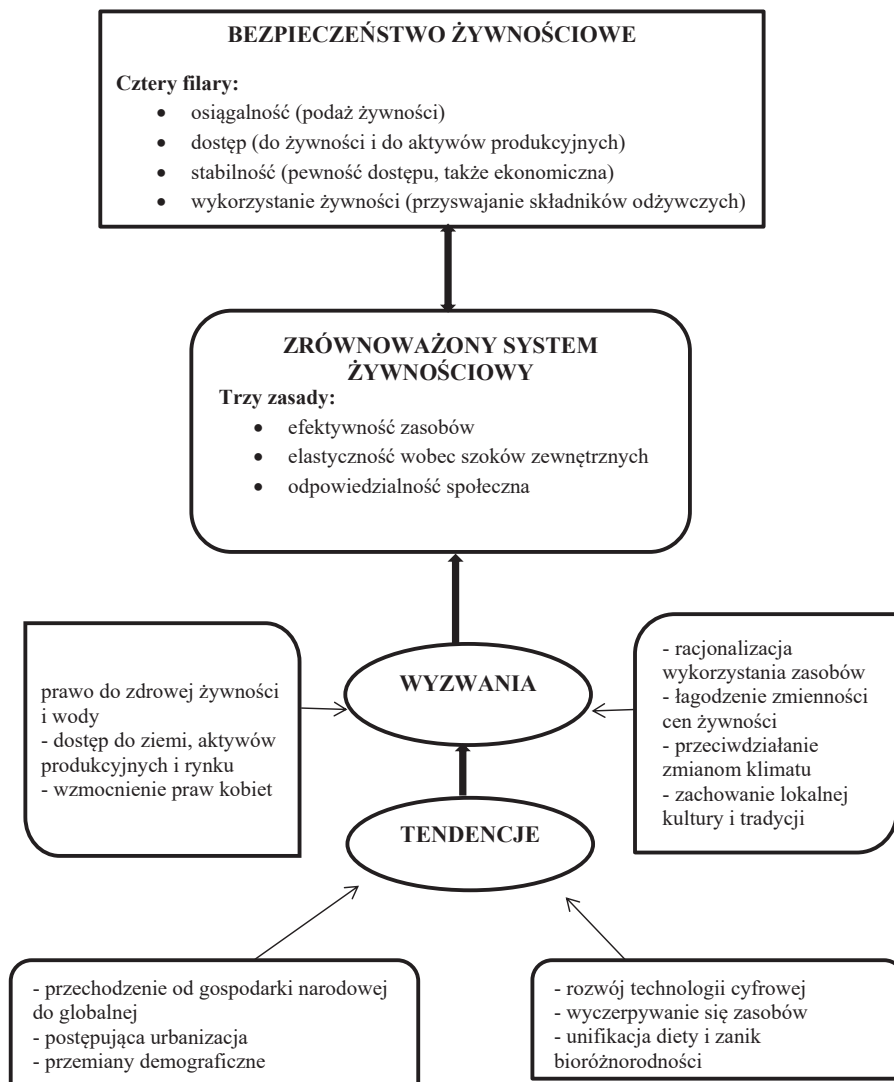 BEZPIECZEŃSTWO ŻYWNOŚCIOWE
Cztery filary:
• osiągalność (podaż żywności)
• dostęp (do żywności i do aktywów produkcyjnych)
• stabilność (pewność dostępu, także ekonomiczna)
• wykorzystanie żywności (przyswajanie składników odżywczych)
ZRÓWNOWAŻONY SYSTEM
ŻYWNOŚCIOWY
Trzy zasady:
• efektywność zasobów
• elastyczność wobec szoków zewnętrznych
• odpowiedzialność społeczna
WYZWANIA
prawo do zdrowej żywności
i wody
- dostęp do ziemi, aktywów
produkcyjnych i rynku
- wzmocnienie praw kobiet
- racjonalizacja
wykorzystania zasobów
- łagodzenie zmienności
cen żywności
- przeciwdziałanie
zmianom klimatu
- zachowanie lokalnej
kultury i tradycji
TENDENCJE
- przechodzenie od gospodarki narodowej
do globalnej
- postępująca urbanizacja
- przemiany demograficzne
- rozwój technologii cyfrowej
- wyczerpywanie się zasobów
- unifikacja diety i zanik
bioróżnorodności